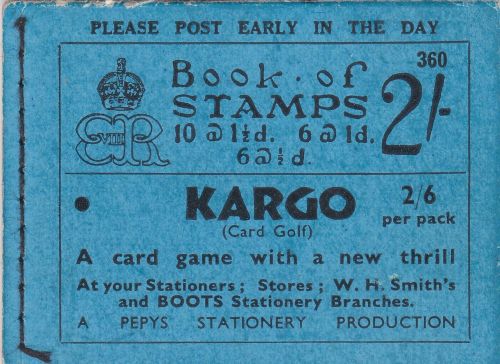 PLEASE POST EARLY IN THE DAY
360
Book·of
STAMPS
10 @ 1½d. 6 @ 1d.
6 @ ½d.
2/-
EVIIIR
KARGO
2/6
per pack
(Card Golf)
A card game with a new thrill
At your Stationers; Stores; W. H. Smith's
and BOOTS Stationery Branches.
A PEPYS STATIONERY PRODUCTION